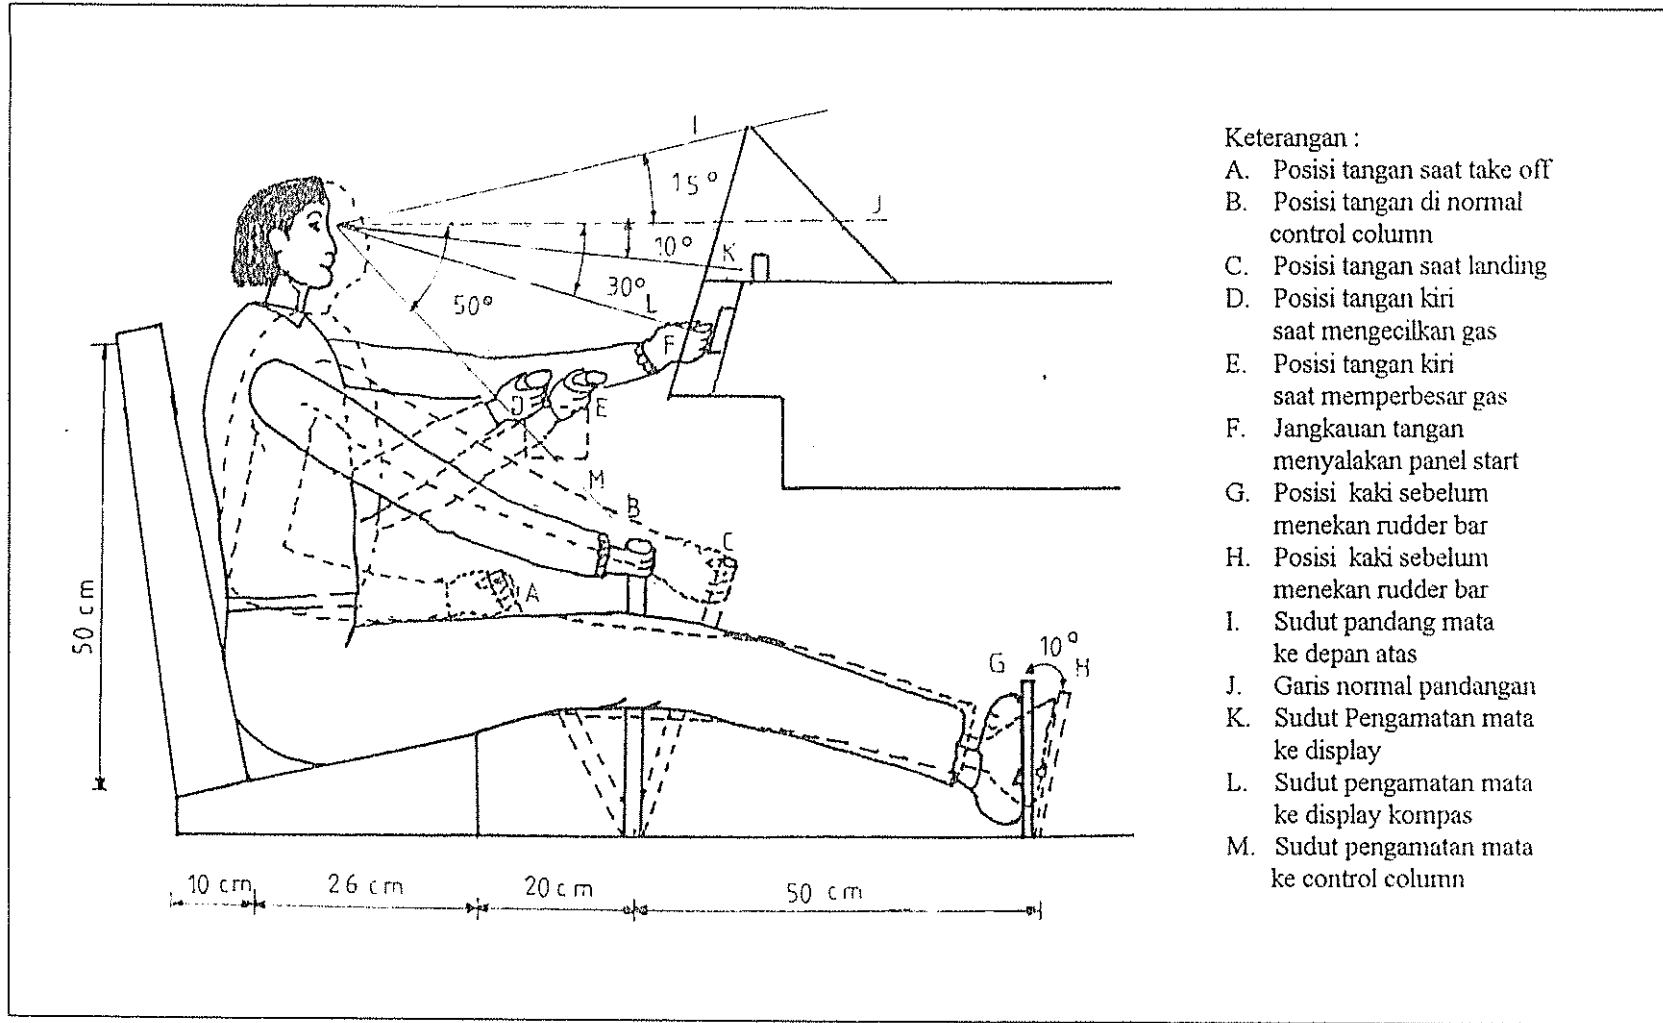 I
15°
J
10°
K
30°
L
50°
F
D
E
M
B
C
A
50 cm
G
10°
H
10 cm
26 cm
20 cm
50 cm
Keterangan :
A. Posisi tangan saat take off
B. Posisi tangan di normal
control column
C. Posisi tangan saat landing
D. Posisi tangan kiri
saat mengecilkan gas
E. Posisi tangan kiri
saat memperbesar gas
F. Jangkauan tangan
menyalakan panel start
G. Posisi kaki sebelum
menekan rudder bar
H. Posisi kaki sebelum
menekan rudder bar
I. Sudut pandang mata
ke depan atas
J. Garis normal pandangan
K. Sudut Pengamatan mata
ke display
L. Sudut pengamatan mata
ke display kompas
M. Sudut pengamatan mata
ke control column